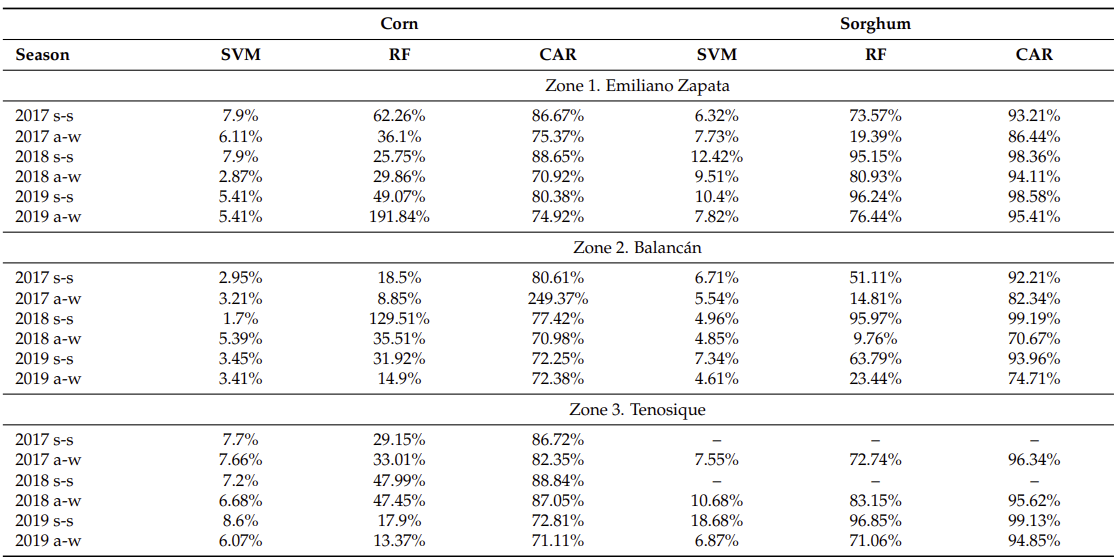 Corn Sorghum
Season SVM RF CAR SVM RF CAR
Zone 1. Emiliano Zapata
2017 s-s 7.9% 62.26% 86.67% 6.32% 73.57% 93.21%
2017 a-w 6.11% 36.1% 75.37% 7.73% 19.39% 86.44%
2018 s-s 7.9% 25.75% 88.65% 12.42% 95.15% 98.36%
2018 a-w 2.87% 29.86% 70.92% 9.51% 80.93% 94.11%
2019 s-s 5.41% 49.07% 80.38% 10.4% 96.24% 98.58%
2019 a-w 5.41% 191.84% 74.92% 7.82% 76.44% 95.41%
Zone 2. Balancán
2017 s-s 2.95% 18.5% 80.61% 6.71% 51.11% 92.21%
2017 a-w 3.21% 8.85% 249.37% 5.54% 14.81% 82.34%
2018 s-s 1.7% 129.51% 77.42% 4.96% 95.97% 99.19%
2018 a-w 5.39% 35.51% 70.98% 4.85% 9.76% 70.67%
2019 s-s 3.45% 31.92% 72.25% 7.34% 63.79% 93.96%
2019 a-w 3.41% 14.9% 72.38% 4.61% 23.44% 74.71%
Zone 3. Tenosique
2017 s-s 7.7% 29.15% 86.72% – – –
2017 a-w 7.66% 33.01% 82.35% 7.55% 72.74% 96.34%
2018 s-s 7.2% 47.99% 88.84% – – –
2018 a-w 6.68% 47.45% 87.05% 10.68% 83.15% 95.62%
2019 s-s 8.6% 17.9% 72.81% 18.68% 96.85% 99.13%
2019 a-w 6.07% 13.37% 71.11% 6.87% 71.06% 94.85%